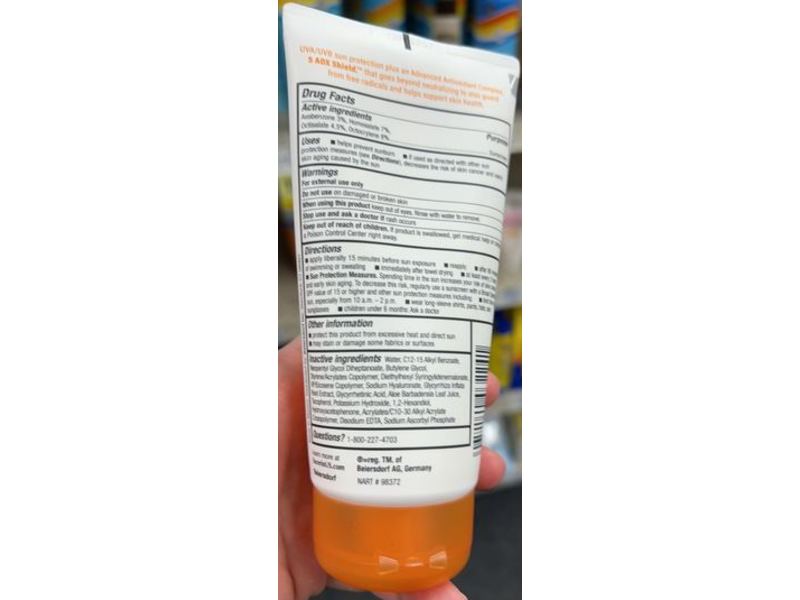 UVA/UVB sun protection plus an Advanced Antioxidant Complex,
5 AOX Shield,™ that goes beyond neutralizing to
from free radicals and helps support skin health.
Drug Facts
Active ingredients
Purpose
Avobenzone 3%, Homosalate 7%,
Octisalate 4.5%, Octocrylene 8%
Uses ■ helps prevent sunburn ■ if used as directed with other sun
protection measures (see Directions), decreases the risk of skin cancer and early
skin aging caused by the sun
Warnings
For external use only
Do not use on damaged or broken skin
When using this product keep out of eyes. Rinse with water to remove.
Stop use and ask a doctor if rash occurs
Keep out of reach of children. If product is swallowed, get medical help or
a Poison Control Center right away.
Directions
■ apply liberally 15 minutes before sun exposure ■ reapply: ■ after
of swimming or sweating ■ immediately after towel drying ■ at least every 2
■ Sun Protection Measures. Spending time in the sun increases your risk of skin
and early skin aging. To decrease this risk, regularly use a sunscreen with a Broad
SPF value of 15 or higher and other sun protection measures including: ■ limit
sun, especially from 10 a.m. – 2 p.m. ■ wear long-sleeve shirts, pants, hats,
sunglasses ■ children under 6 months: Ask a doctor
Other information
■ protect this product from excessive heat and direct sun
■ may stain or damage some fabrics or surfaces
Inactive ingredients Water, C12-15 Alkyl Benzoate,
Neopentyl Glycol Diheptanoate, Butylene Glycol,
Styrene/Acrylates Copolymer, Diethylhexyl Syringylidenemalonate,
VP/Eicosene Copolymer, Sodium Hyaluronate, Glycyrrhiza Inflata
Root Extract, Glycyrrhetinic Acid, Aloe Barbadensis Leaf Juice,
Tocopherol, Potassium Hydroxide, 1,2-Hexanediol,
Hydroxyacetophenone, Acrylates/C10-30 Alkyl Acrylate
Crosspolymer, Disodium EDTA, Sodium Ascorbyl Phosphate
Questions? 1-800-227-4703
Learn more at
®=reg. TM. of
Beiersdorf AG, Germany
Beiersdorf
NART # 98372